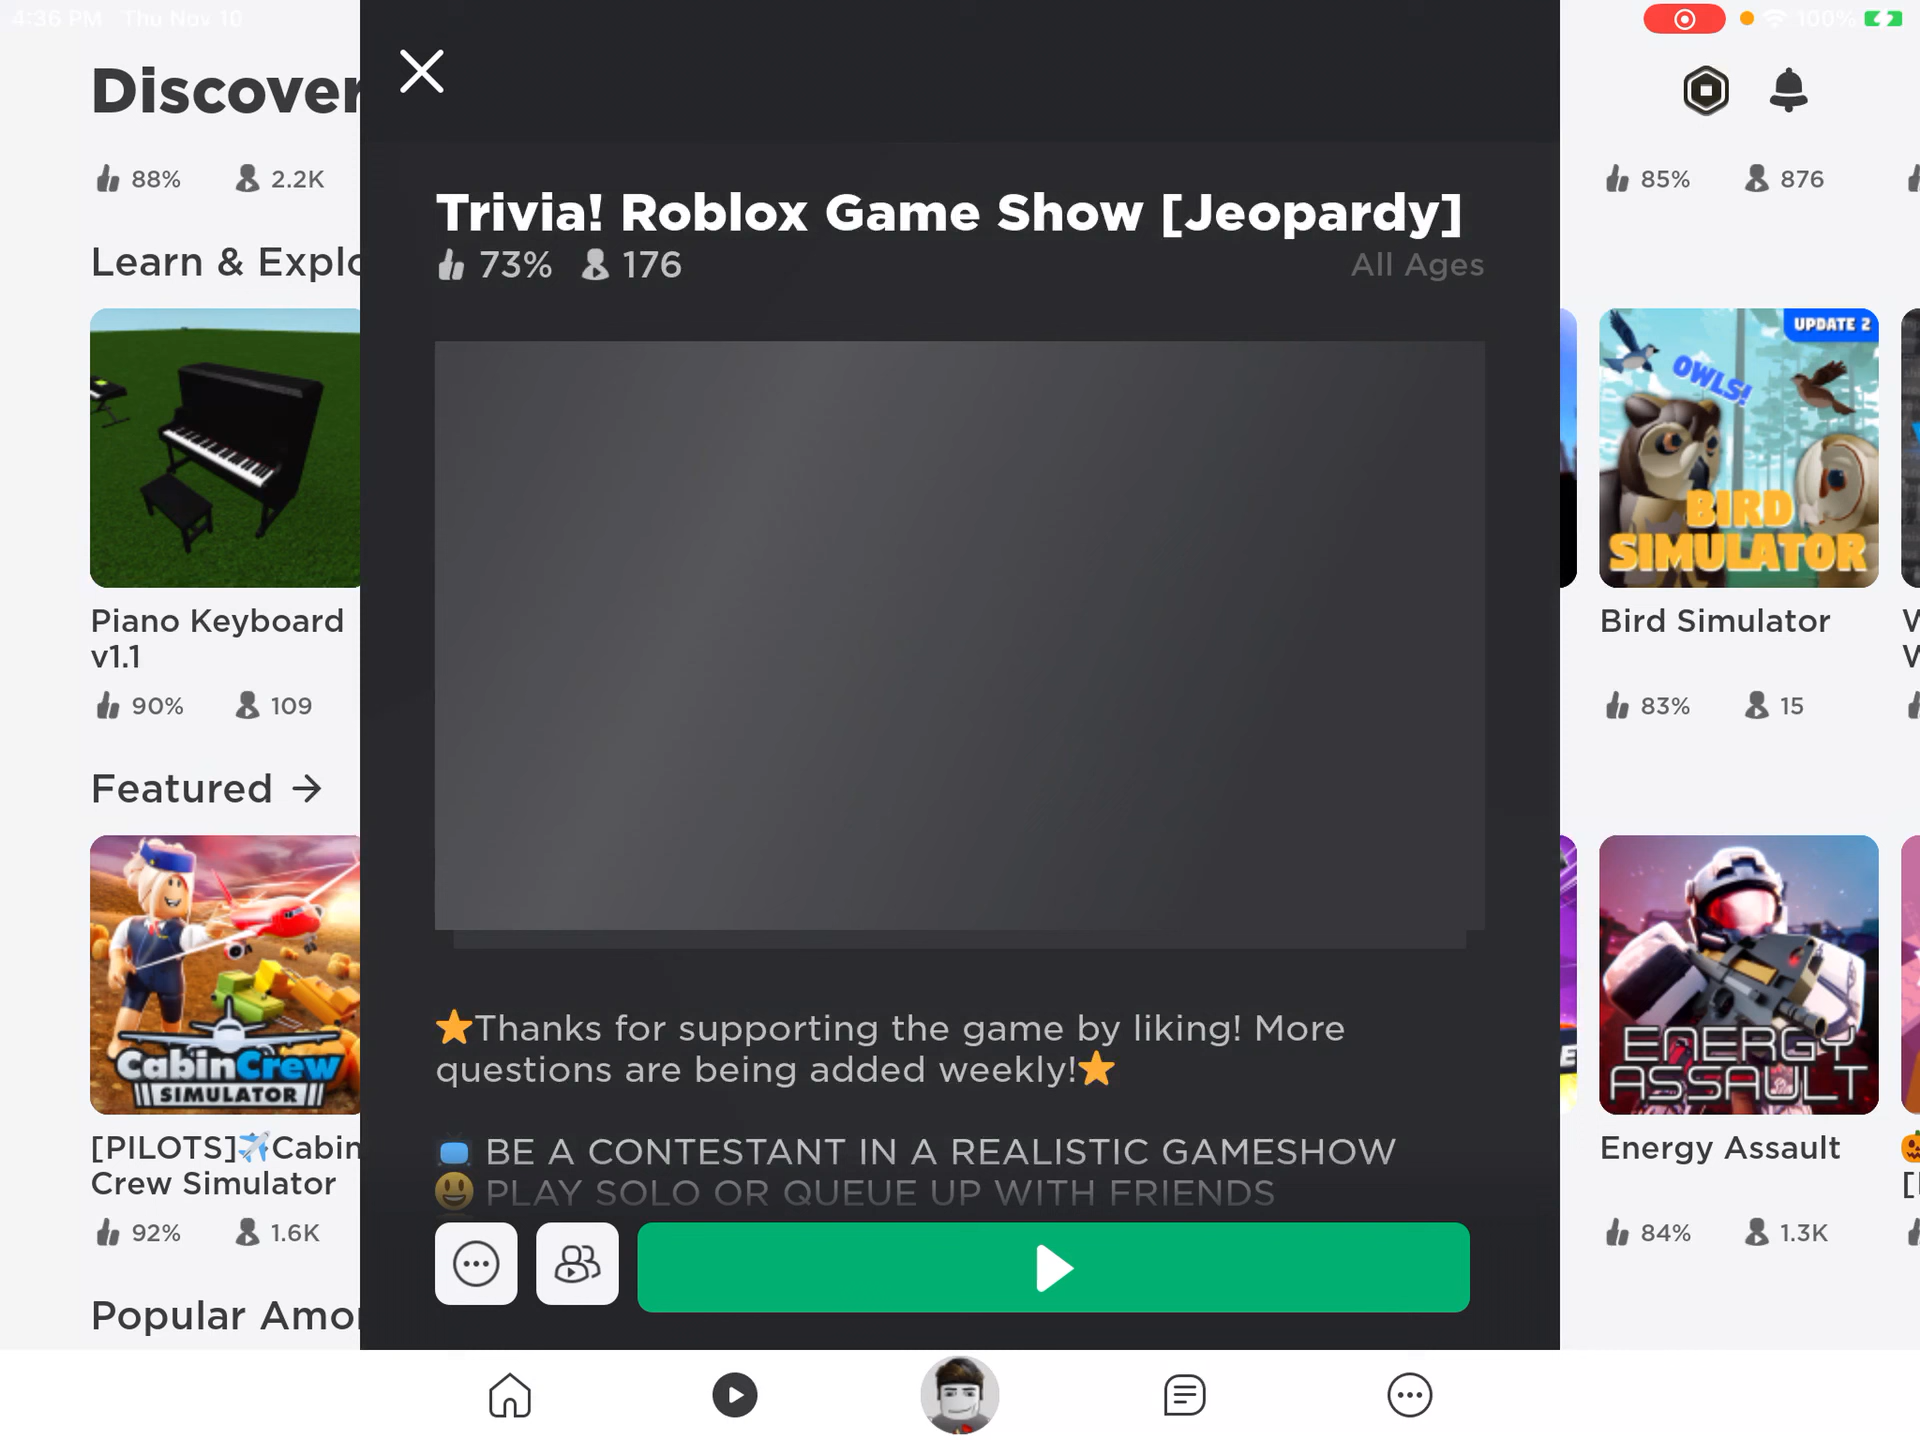 4:36 PM Thu Nov 10
100%
Discover
88% 2.2K
85% 876
Trivia! Roblox Game Show [Jeopardy]
73% 176
All Ages
Learn & Explo
Piano Keyboard
v1.1
90% 109
UPDATE 2
OWLS!
BIRD
SIMULATOR
Bird Simulator
83% 15
Featured →
CabinCrew
SIMULATOR
[PILOTS]✈️Cabin
Crew Simulator
92% 1.6K
⭐Thanks for supporting the game by liking! More
questions are being added weekly!⭐
📺 BE A CONTESTANT IN A REALISTIC GAMESHOW
😃 PLAY SOLO OR QUEUE UP WITH FRIENDS
ENERGY
ASSAULT
Energy Assault
84% 1.3K
Popular Amo